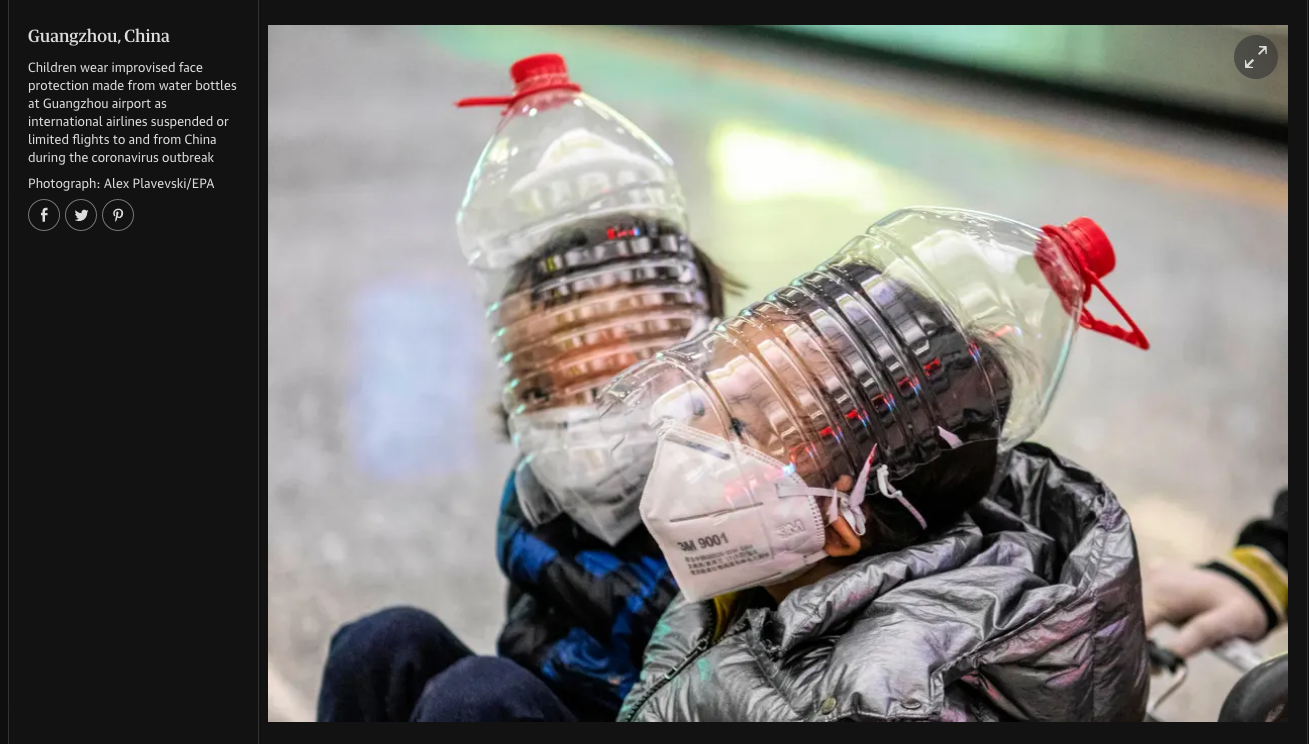 Guangzhou, China
Children wear improvised face
protection made from water bottles
at Guangzhou airport as
international airlines suspended or
limited flights to and from China
during the coronavirus outbreak
Photograph: Alex Plavevski/EPA
3M 9001